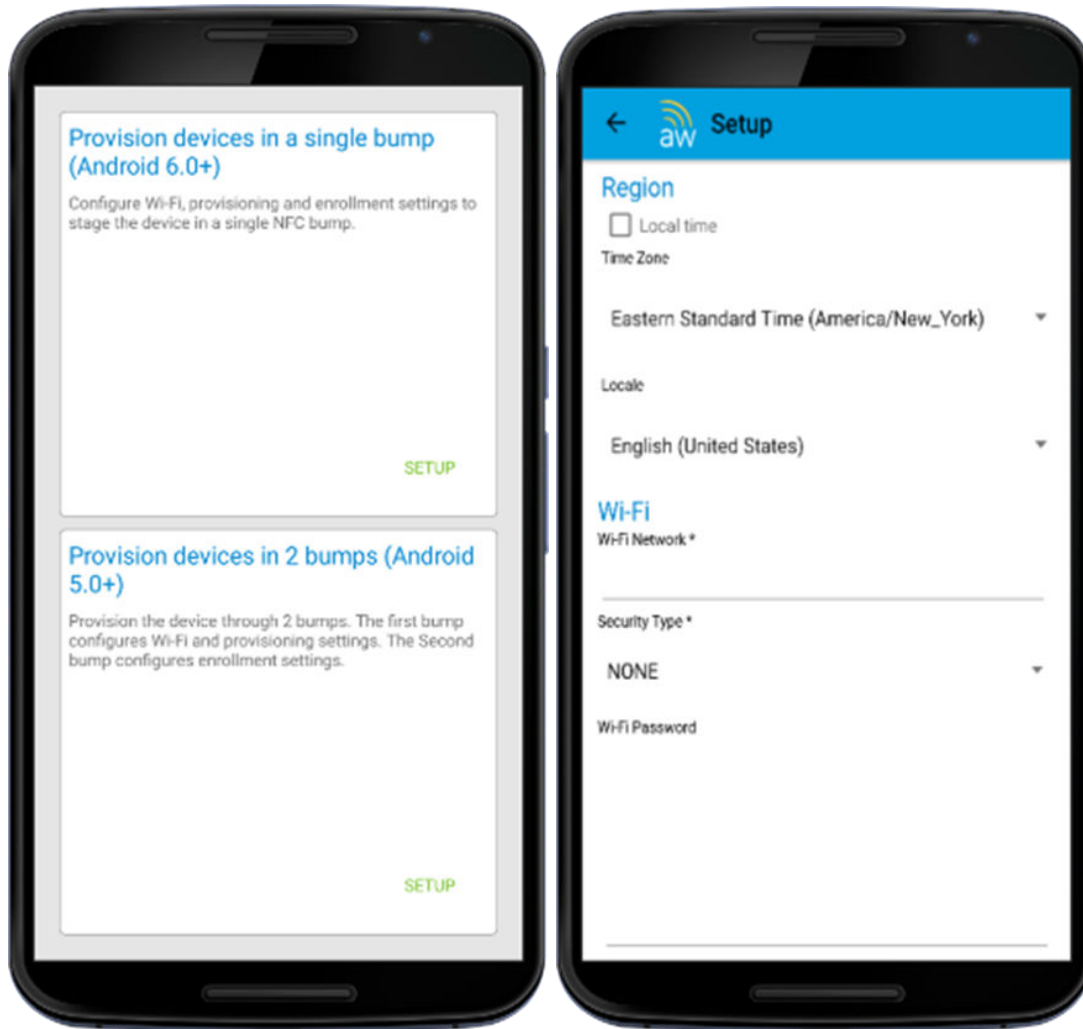 Provision devices in a single bump
(Android 6.0+)
Configure Wi-Fi, provisioning and enrollment settings to
stage the device in a single NFC bump.
SETUP
Provision devices in 2 bumps (Android
5.0+)
Provision the device through 2 bumps. The first bump
configures Wi-Fi and provisioning settings. The Second
bump configures enrollment settings.
SETUP
aw Setup
Region
Local time
Time Zone
Eastern Standard Time (America/New_York)
Locale
English (United States)
Wi-Fi
Wi-Fi Network *
Security Type *
NONE
Wi-Fi Password